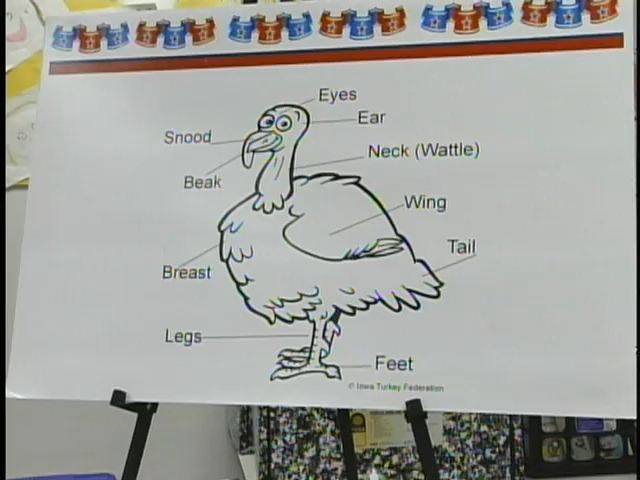 Eyes
Ear
Snood
Neck (Wattle)
Beak
Wing
Tail
Breast
Legs
Feet
© Iowa Turkey Federation